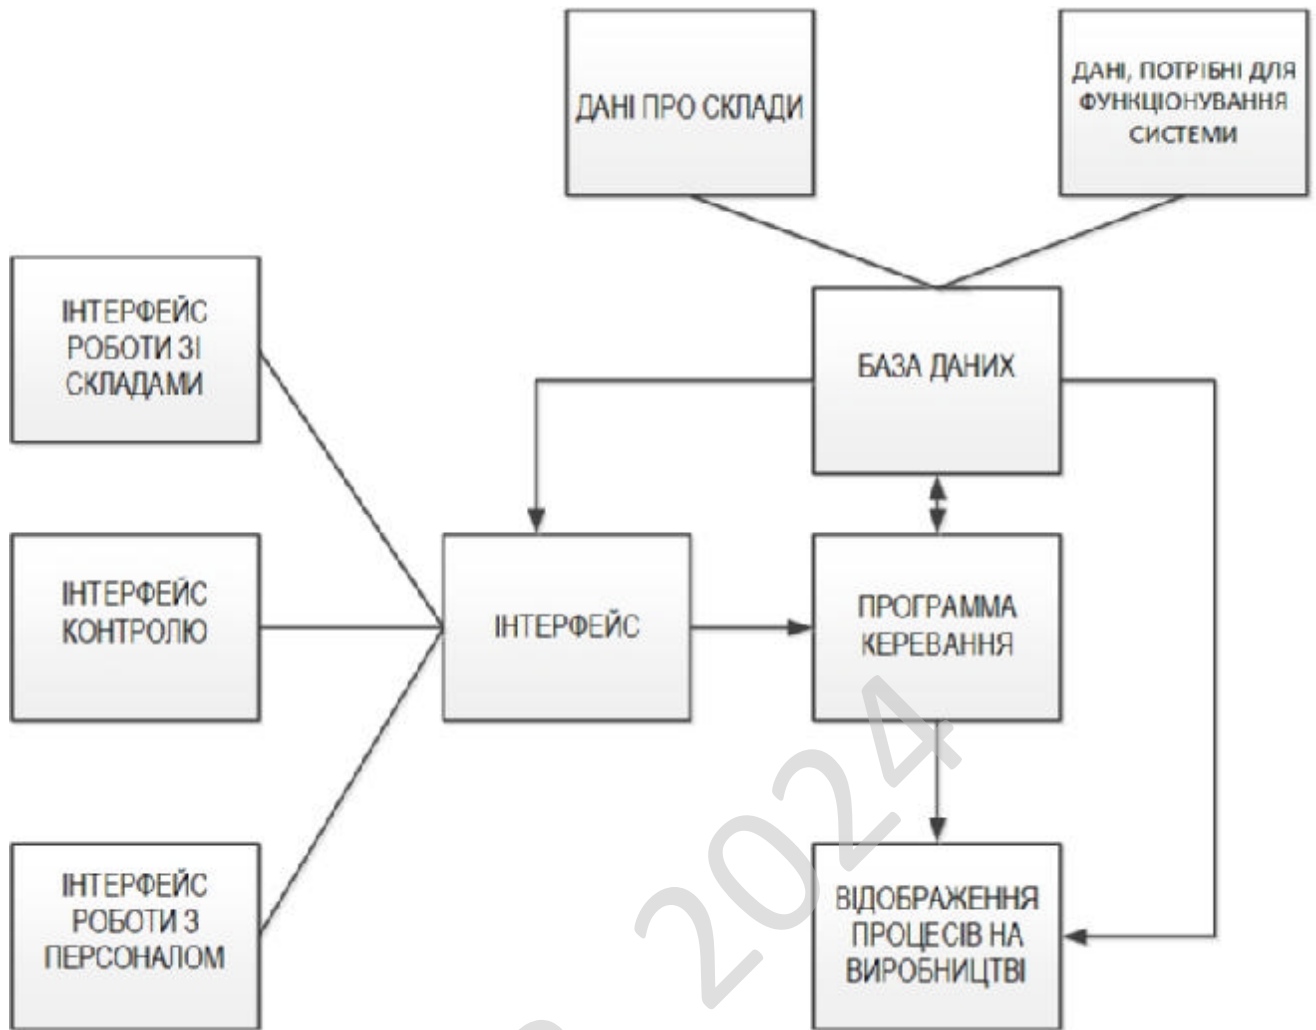 ДАНІ ПРО СКЛАДИ
ДАНІ, ПОТРІБНІ ДЛЯ
ФУНКЦІОНУВАННЯ
СИСТЕМИ
ІНТЕРФЕЙС
РОБОТИ ЗІ
СКЛАДАМИ
БАЗА ДАНИХ
ІНТЕРФЕЙС
КОНТРОЛЮ
ІНТЕРФЕЙС
ПРОГРАММА
КЕРЕВАННЯ
ІНТЕРФЕЙС
РОБОТИ З
ПЕРСОНАЛОМ
ВІДОБРАЖЕННЯ
ПРОЦЕСІВ НА
ВИРОБНИЦТВІ
2024